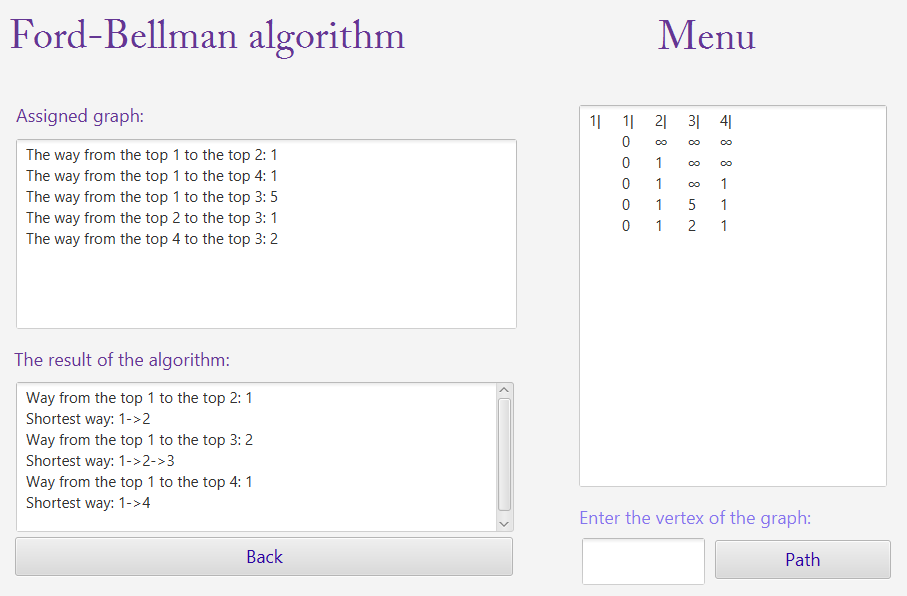 Ford-Bellman algorithm
Menu
Assigned graph:
The way from the top 1 to the top 2: 1
The way from the top 1 to the top 4: 1
The way from the top 1 to the top 3: 5
The way from the top 2 to the top 3: 1
The way from the top 4 to the top 3: 2
The result of the algorithm:
Way from the top 1 to the top 2: 1
Shortest way: 1->2
Way from the top 1 to the top 3: 2
Shortest way: 1->2->3
Way from the top 1 to the top 4: 1
Shortest way: 1->4
Back
1| 1| 2| 3| 4|
0 ∞ ∞ ∞
0 1 ∞ ∞
0 1 ∞ 1
0 1 5 1
0 1 2 1
Enter the vertex of the graph:
Path